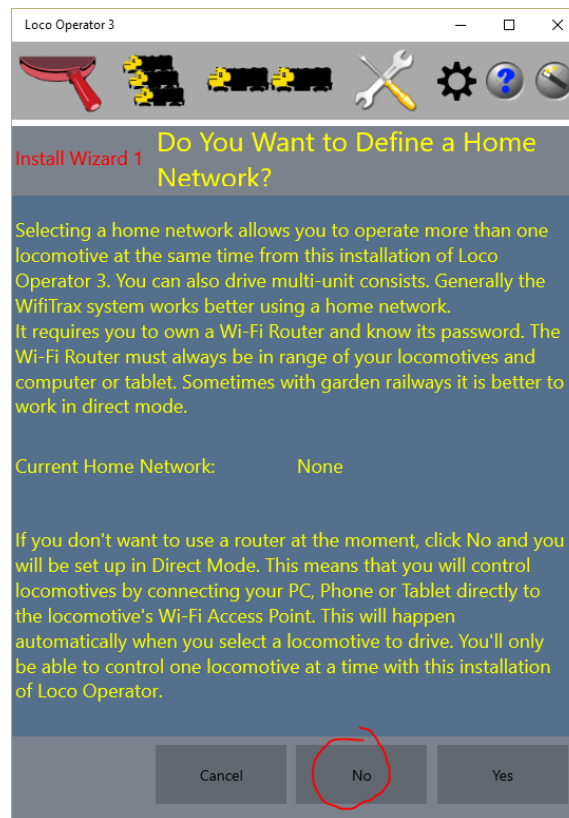 Loco Operator 3
Install Wizard 1
Do You Want to Define a Home
Network?
Selecting a home network allows you to operate more than one
locomotive at the same time from this installation of Loco
Operator 3. You can also drive multi-unit consists. Generally the
WifiTrax system works better using a home network.
It requires you to own a Wi-Fi Router and know its password. The
Wi-Fi Router must always be in range of your locomotives and
computer or tablet. Sometimes with garden railways it is better to
work in direct mode.
Current Home Network: None
If you don't want to use a router at the moment, click No and you
will be set up in Direct Mode. This means that you will control
locomotives by connecting your PC, Phone or Tablet directly to
the locomotive's Wi-Fi Access Point. This will happen
automatically when you select a locomotive to drive. You'll only
be able to control one locomotive at a time with this installation
of Loco Operator.
Cancel No Yes